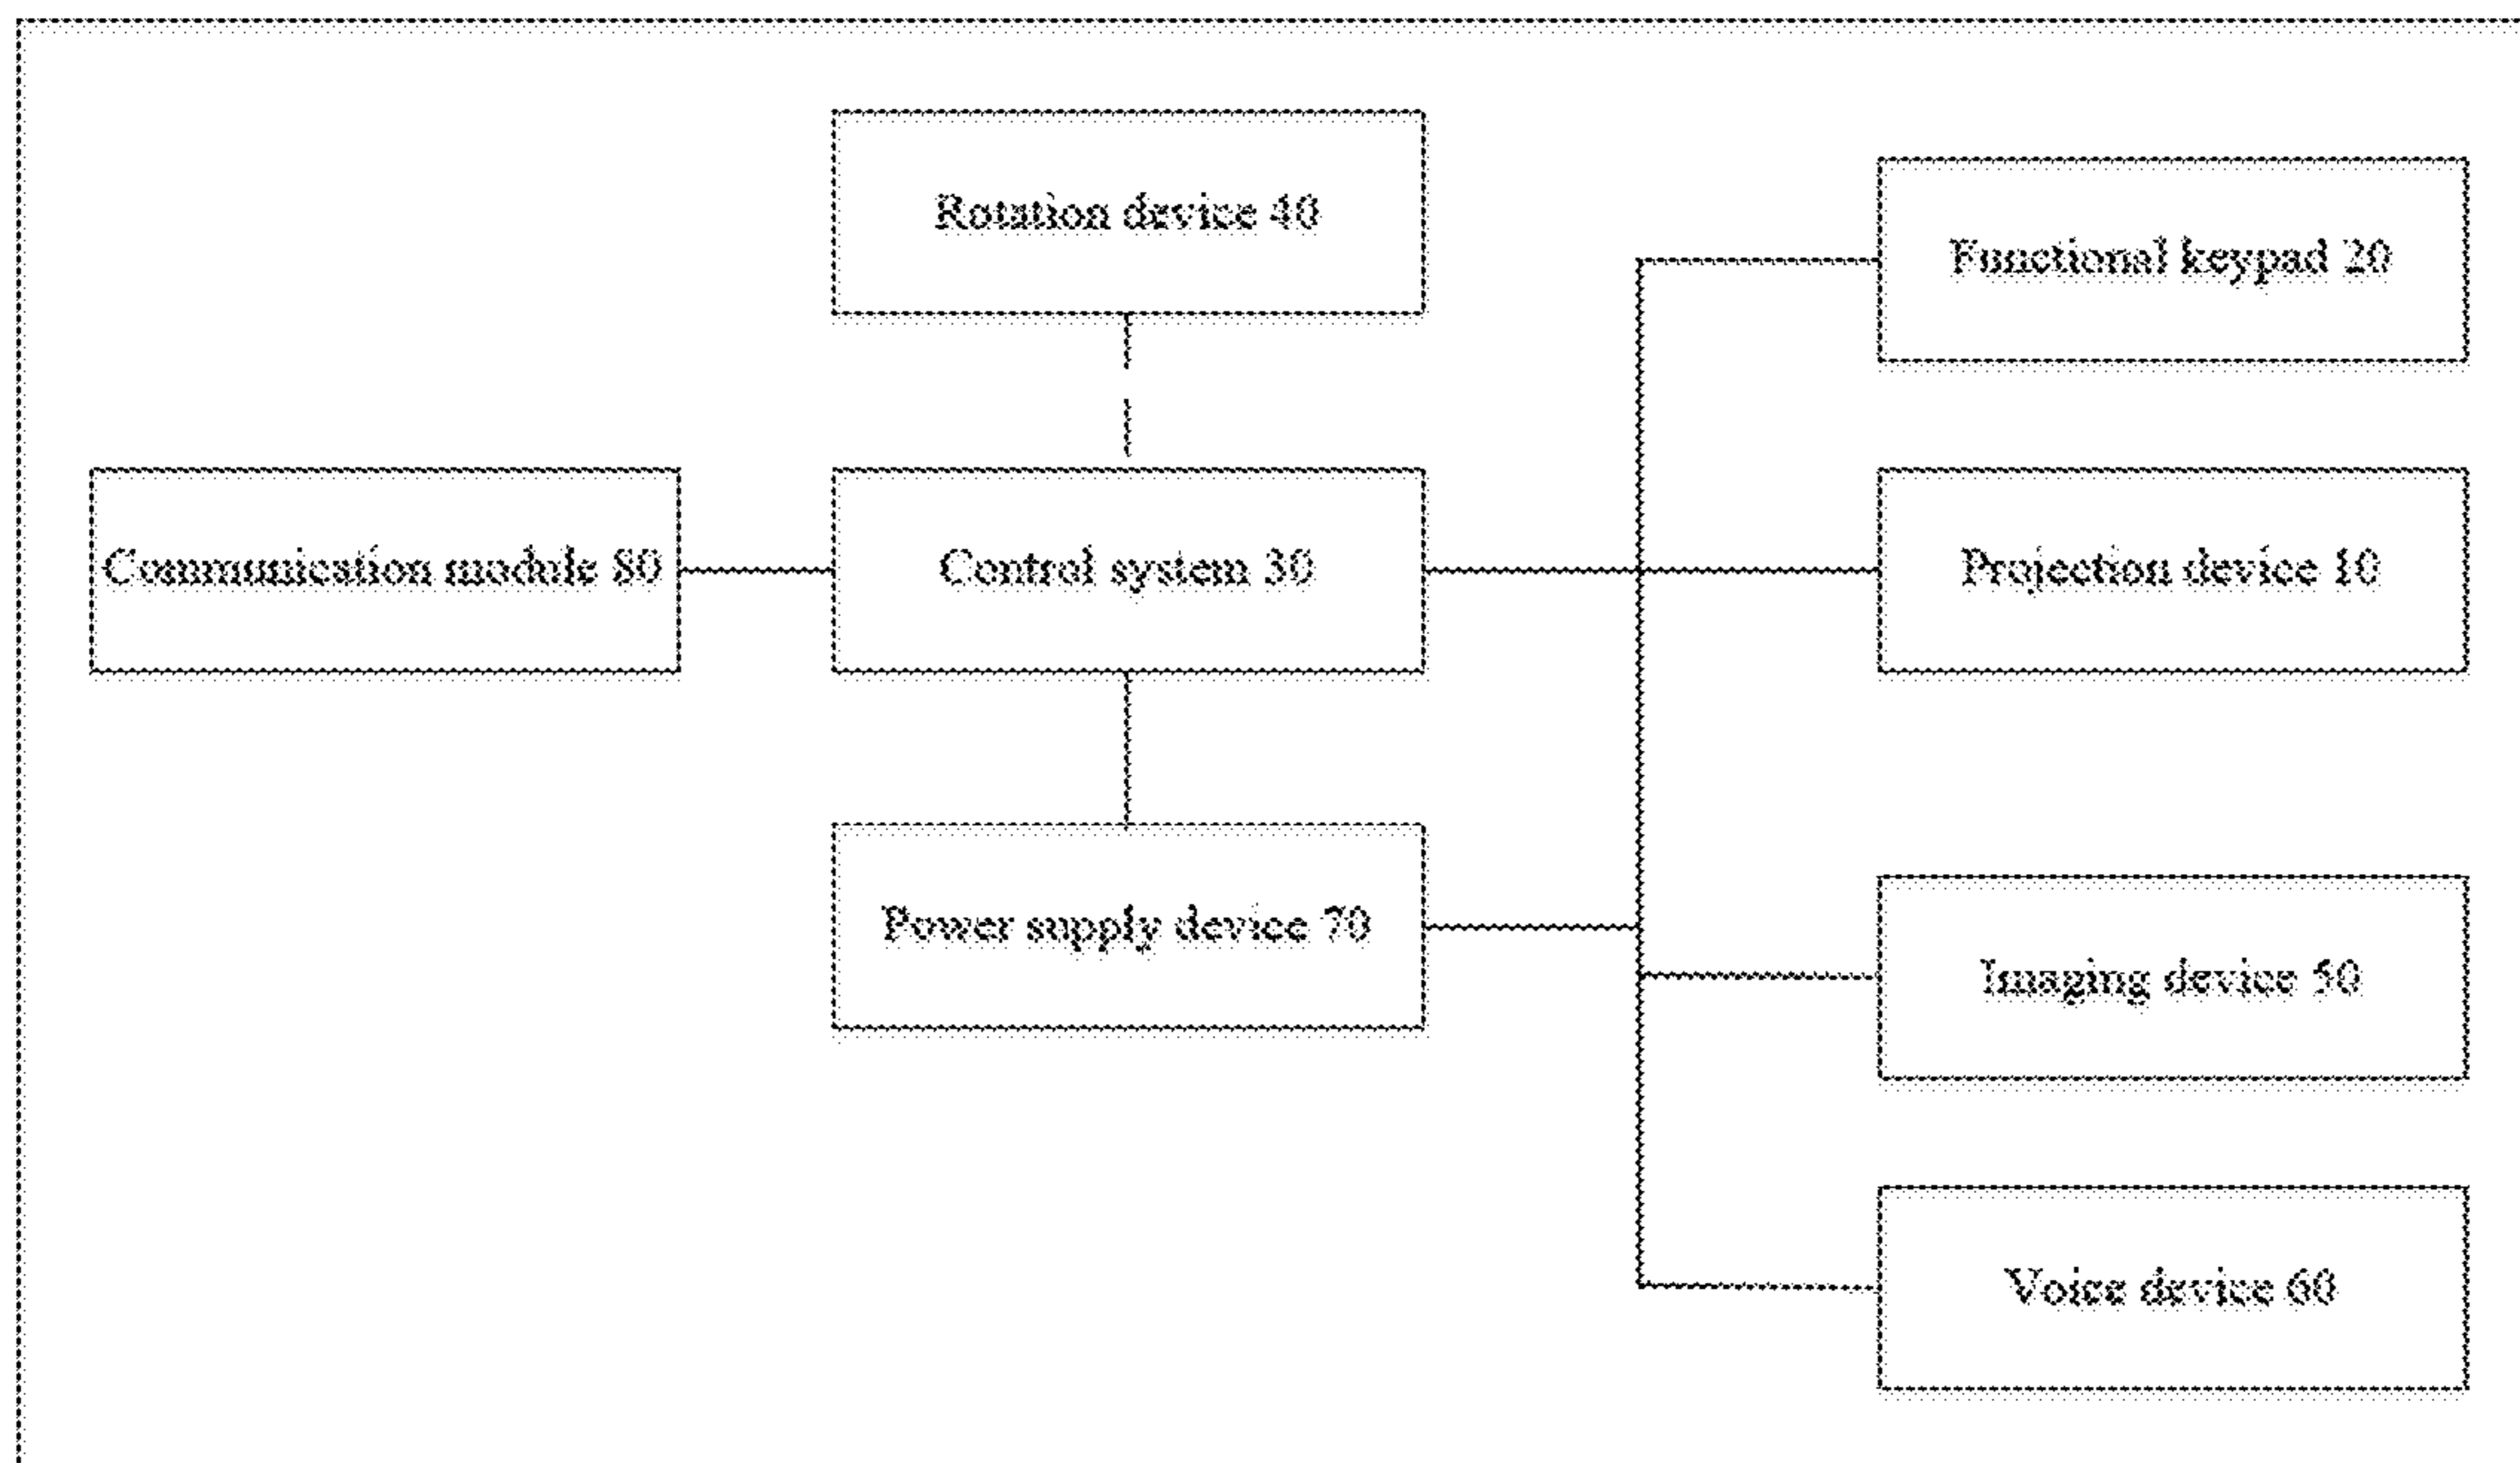 Rotation device 40
Functional keypad 20
Communication module 80
Control system 30
Projection device 10
Power supply device 70
Imaging device 50
Voice device 60